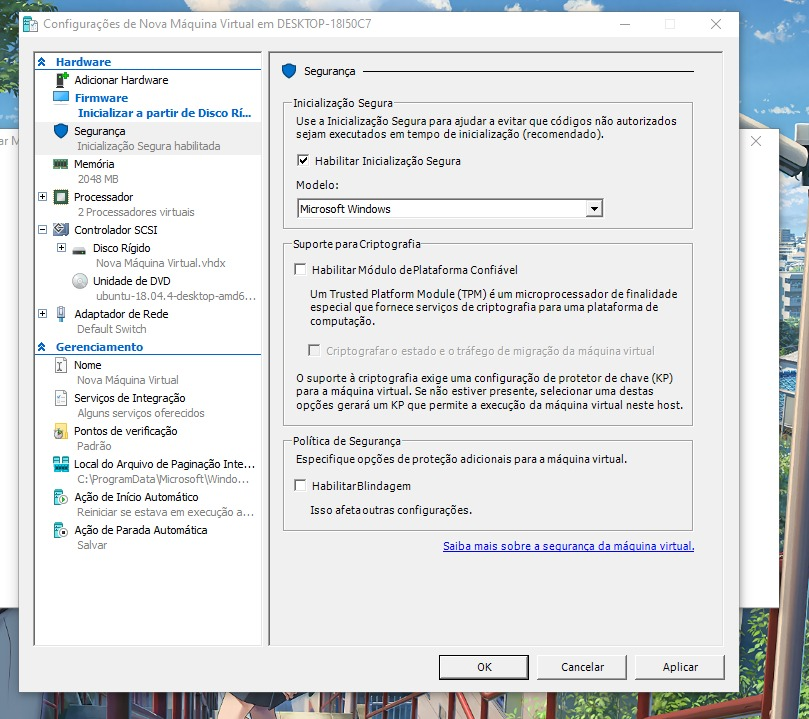 Configurações de Nova Máquina Virtual em DESKTOP-18I50C7
Hardware
Adicionar Hardware
Firmware
Inicializar a partir de Disco Rí...
Segurança
Inicialização Segura habilitada
Memória
2048 MB
Processador
2 Processadores virtuais
Controlador SCSI
Disco Rígido
Nova Máquina Virtual.vhdx
Unidade de DVD
ubuntu-18.04.4-desktop-amd6...
Adaptador de Rede
Default Switch
Gerenciamento
Nome
Nova Máquina Virtual
Serviços de Integração
Alguns serviços oferecidos
Pontos de verificação
Padrão
Local do Arquivo de Paginação Inte...
C:\ProgramData\Microsoft\Windo...
Ação de Início Automático
Reiniciar se estava em execução a...
Ação de Parada Automática
Salvar
Segurança
Inicialização Segura
Use a Inicialização Segura para ajudar a evitar que códigos não autorizados
sejam executados em tempo de inicialização (recomendado).
Habilitar Inicialização Segura
Modelo:
Microsoft Windows
Suporte para Criptografia
Habilitar Módulo de Plataforma Confiável
Um Trusted Platform Module (TPM) é um microprocessador de finalidade
especial que fornece serviços de criptografia para uma plataforma de
computação.
Criptografar o estado e o tráfego de migração da máquina virtual
O suporte à criptografia exige uma configuração de protetor de chave (KP)
para a máquina virtual. Se não estiver presente, selecionar uma destas
opções gerará um KP que permite a execução da máquina virtual neste host.
Política de Segurança
Especifique opções de proteção adicionais para a máquina virtual.
Habilitar Blindagem
Isso afeta outras configurações.
Saiba mais sobre a segurança da máquina virtual.
OK
Cancelar
Aplicar